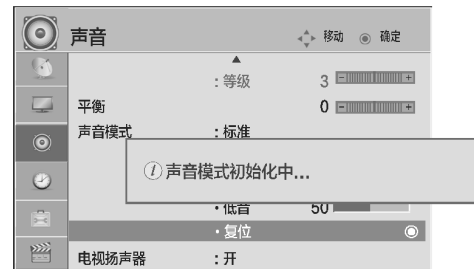 声音 移动 确定
: 等级 3 - +
平衡 0 - +
声音模式 : 标准
i 声音模式初始化中...
• 低音 50
• 复位
电视扬声器 : 开